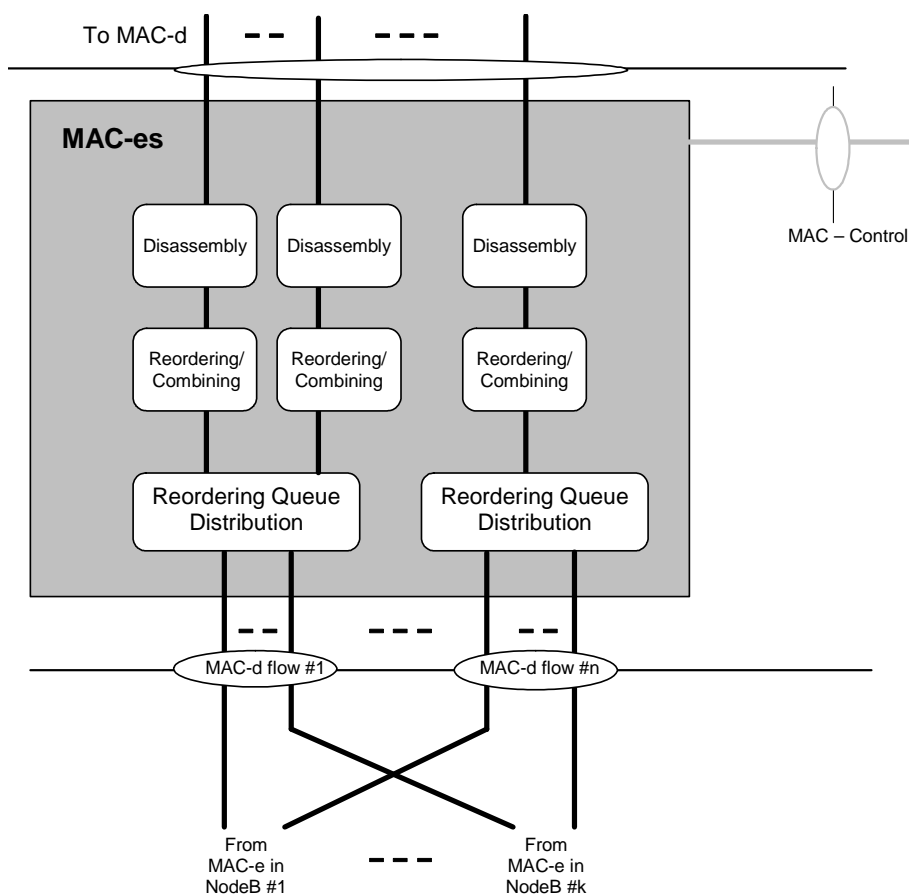 To MAC-d
MAC-es
MAC – Control
Disassembly
Disassembly
Disassembly
Reordering/
Combining
Reordering/
Combining
Reordering/
Combining
Reordering Queue
Distribution
Reordering Queue
Distribution
MAC-d flow #1
MAC-d flow #n
From
MAC-e in
NodeB #1
From
MAC-e in
NodeB #k